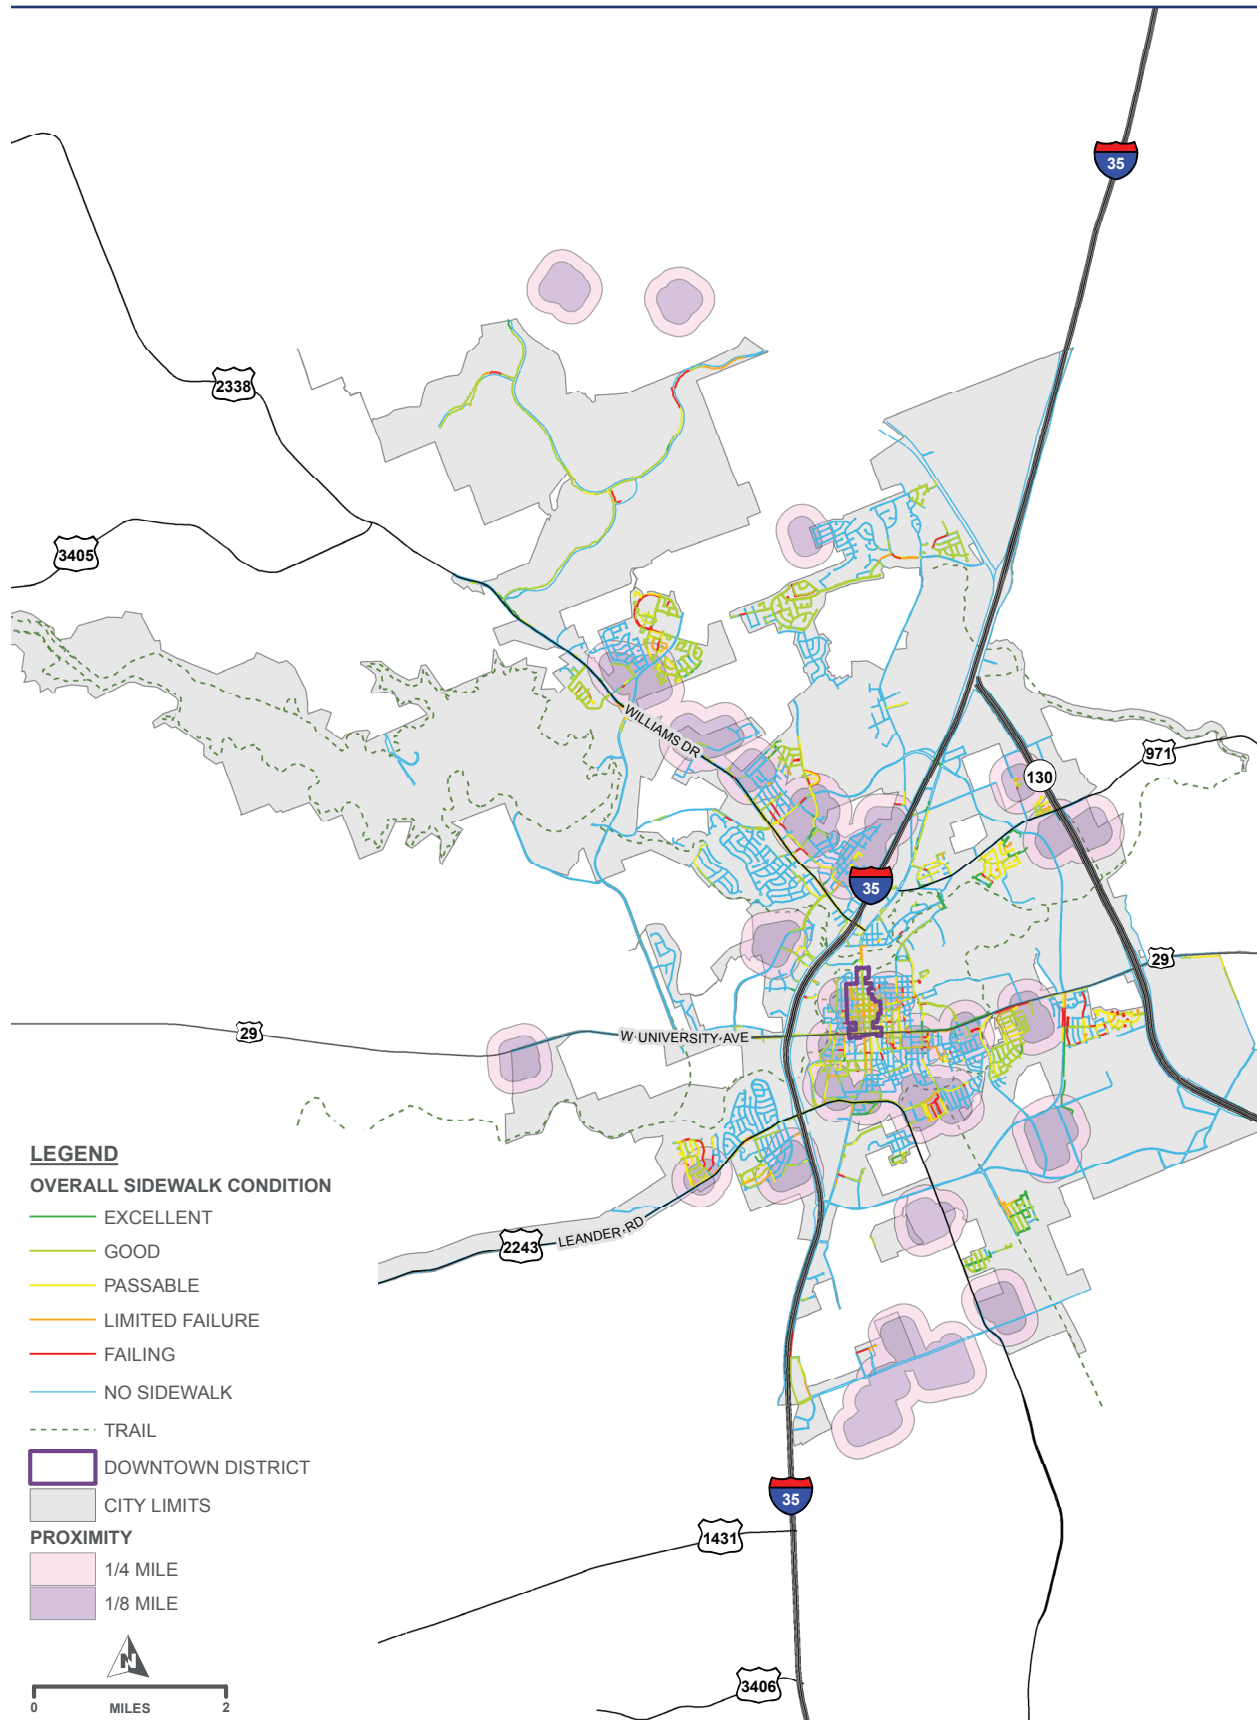 35
2338
3405
WILLIAMS DR
971
130
35
29
29
W UNIVERSITY AVE
LEGEND
OVERALL SIDEWALK CONDITION
EXCELLENT
GOOD
PASSABLE
LIMITED FAILURE
FAILING
NO SIDEWALK
TRAIL
DOWNTOWN DISTRICT
CITY LIMITS
PROXIMITY
1/4 MILE
1/8 MILE
N
0 MILES 2
2243
LEANDER RD
35
1431
3406